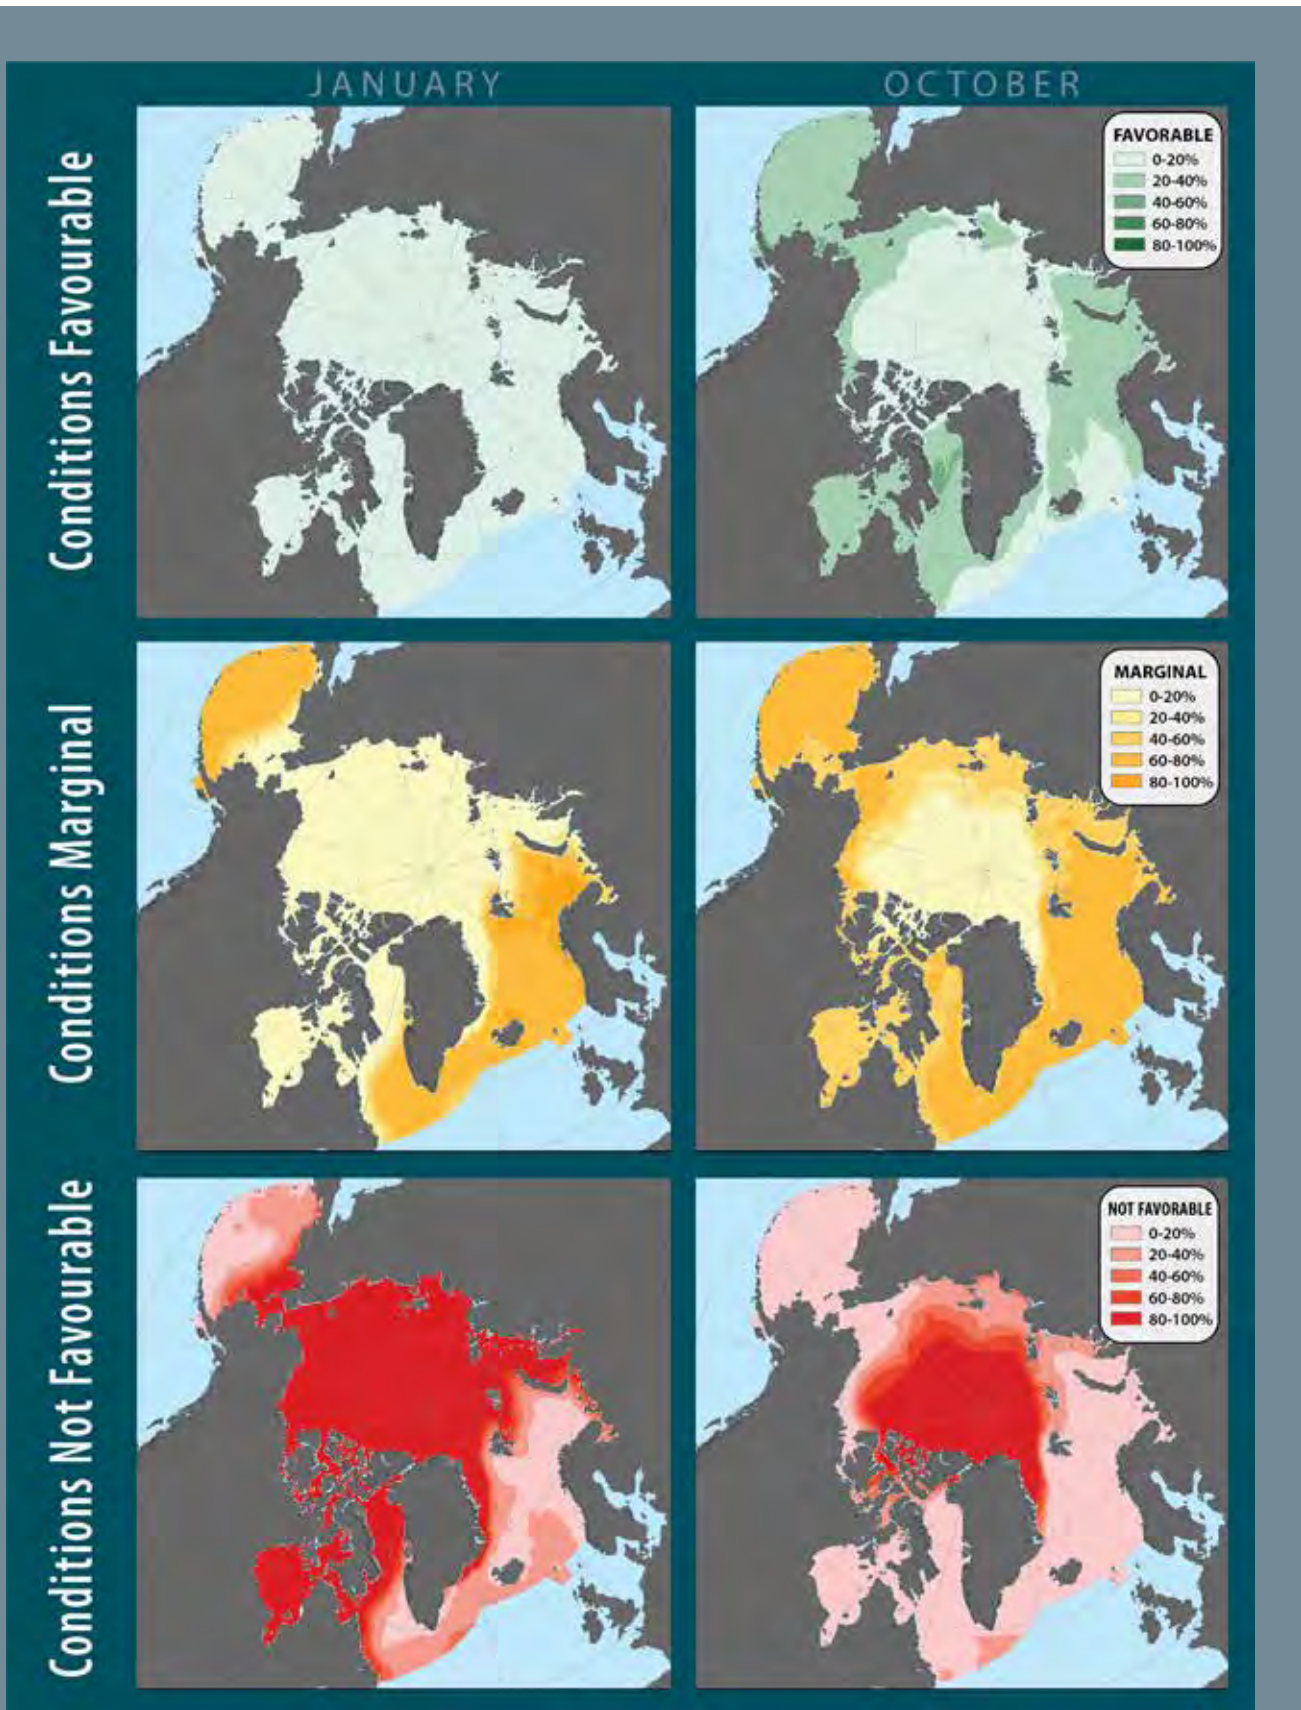 JANUARY
OCTOBER
Conditions Favourable
FAVORABLE
0-20%
20-40%
40-60%
60-80%
80-100%
Conditions Marginal
MARGINAL
0-20%
20-40%
40-60%
60-80%
80-100%
Conditions Not Favourable
NOT FAVORABLE
0-20%
20-40%
40-60%
60-80%
80-100%